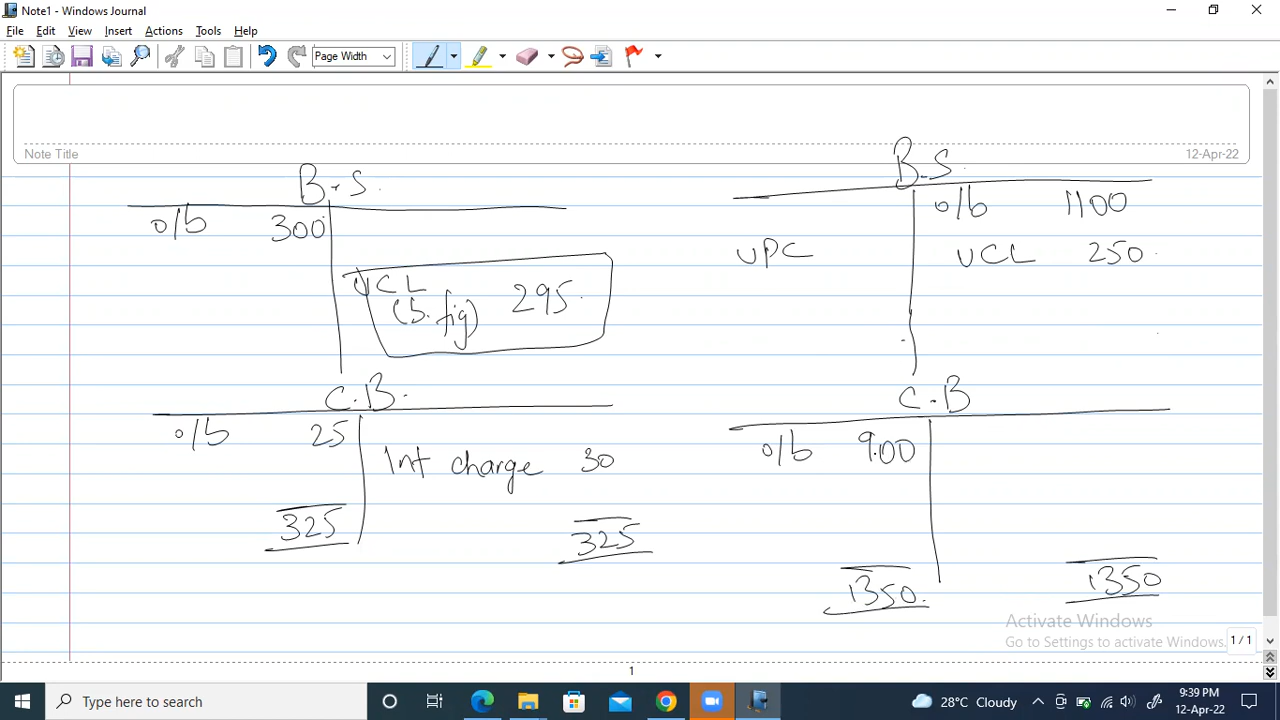 Note1 - Windows Journal
File Edit View Insert Actions Tools Help
Page Width
Note Title
12-Apr-22
B.S
o/b 300
UCL
(b. fig) 295
C.B.
o/b 25
Int charge 30
325
325
B.S
o/b 1100
UPC
UCL 250
C.B
o/b 900
1350
1350
Activate Windows
Go to Settings to activate Windows.
1 / 1
1
Type here to search
28°C Cloudy
9:39 PM
12-Apr-22